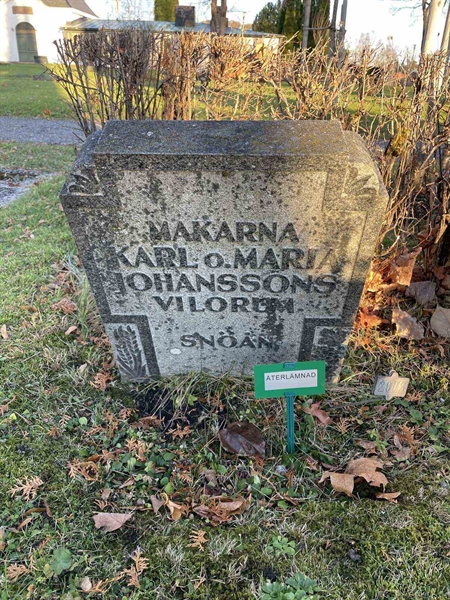 MAKARNA
KARL o. MARIA
JOHANSSONS
VILORUM
SNÖÅN
ÅTERLÄMNAD